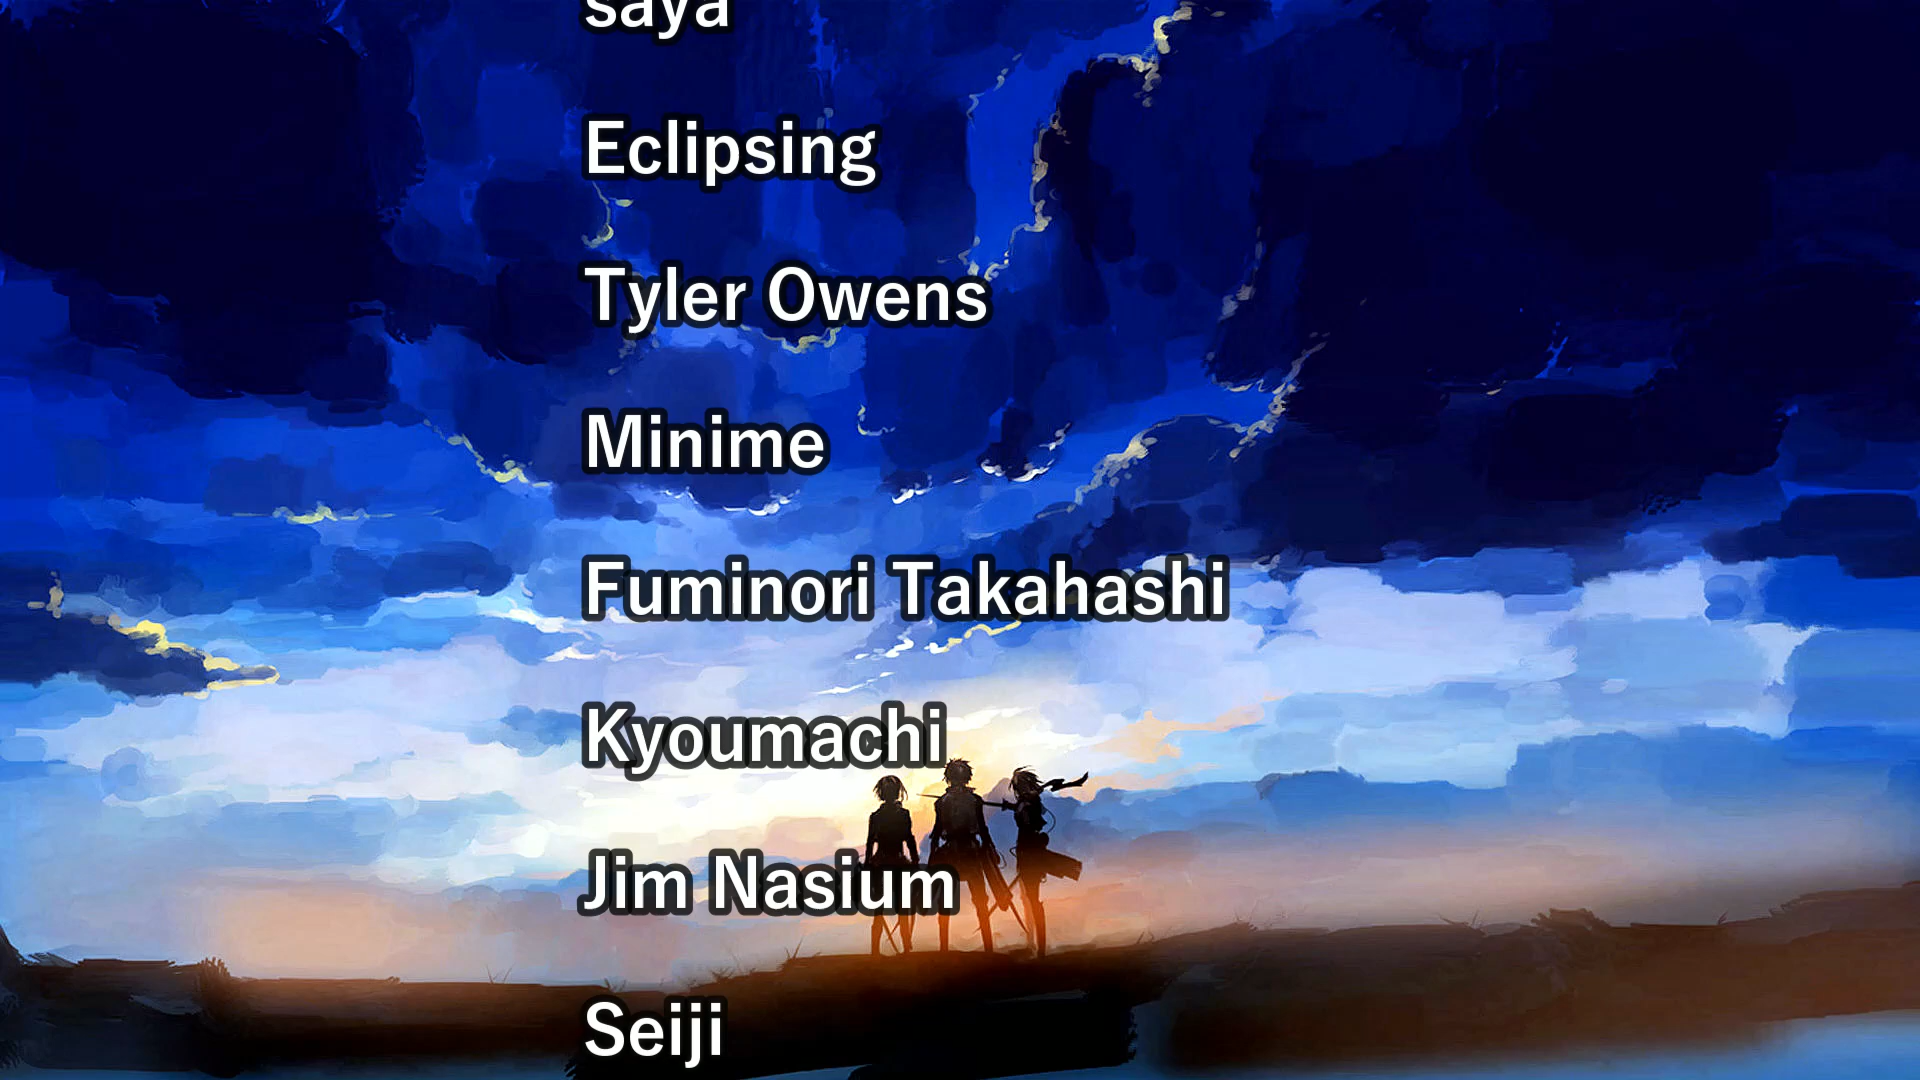 saya
Eclipsing
Tyler Owens
Minime
Fuminori Takahashi
Kyoumachi
Jim Nasium
Seiji